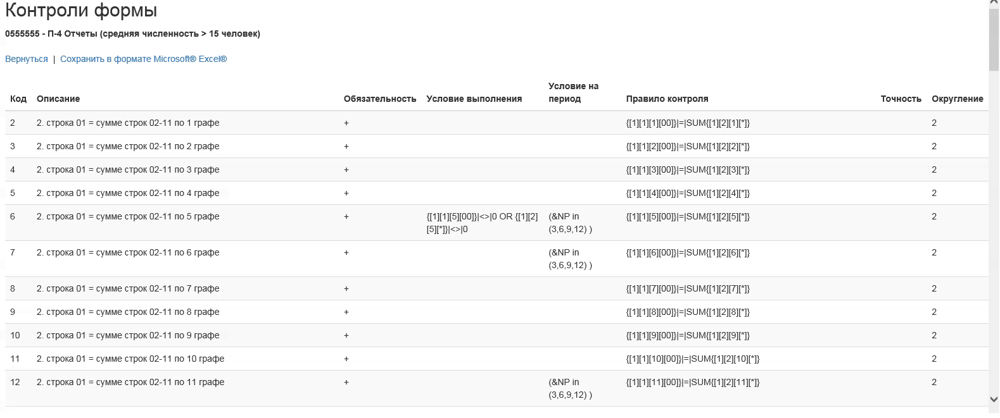 Контроли формы
0555555 - П-4 Отчеты (средняя численность > 15 человек)
Вернуться | Сохранить в формате Microsoft® Excel®
Код Описание Обязательность Условие выполнения Условие на период Правило контроля Точность Округление
2 2. строка 01 = сумме строк 02-11 по 1 графе + {[1][1][1][00]}|=|SUM{[1][2][1][*]} 2
3 2. строка 01 = сумме строк 02-11 по 2 графе + {[1][1][2][00]}|=|SUM{[1][2][2][*]} 2
4 2. строка 01 = сумме строк 02-11 по 3 графе + {[1][1][3][00]}|=|SUM{[1][2][3][*]} 2
5 2. строка 01 = сумме строк 02-11 по 4 графе + {[1][1][4][00]}|=|SUM{[1][2][4][*]} 2
6 2. строка 01 = сумме строк 02-11 по 5 графе + {[1][1][5][00]}|<>|0 OR {[1][2] (&NP in {[1][1][5][00]}|=|SUM{[1][2][5][*]} 2
[5][*]}|<>|0 (3,6,9,12) )
7 2. строка 01 = сумме строк 02-11 по 6 графе + (&NP in {[1][1][6][00]}|=|SUM{[1][2][6][*]} 2
(3,6,9,12) )
8 2. строка 01 = сумме строк 02-11 по 7 графе + {[1][1][7][00]}|=|SUM{[1][2][7][*]} 2
9 2. строка 01 = сумме строк 02-11 по 8 графе + {[1][1][8][00]}|=|SUM{[1][2][8][*]} 2
10 2. строка 01 = сумме строк 02-11 по 9 графе + {[1][1][9][00]}|=|SUM{[1][2][9][*]} 2
11 2. строка 01 = сумме строк 02-11 по 10 графе + {[1][1][10][00]}|=|SUM{[1][2][10][*]} 2
12 2. строка 01 = сумме строк 02-11 по 11 графе + (&NP in {[1][1][11][00]}|=|SUM{[1][2][11][*]} 2
(3,6,9,12) )